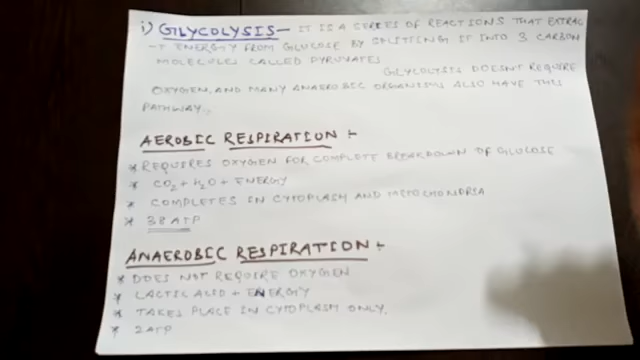 i) GLYCOLYSIS - IT IS A SERIES OF REACTIONS THAT EXTRAC
-T ENERGY FROM GLUCOSE BY SPLITTING IT INTO 3 CARBON
MOLECULES CALLED PYRUVATES
GLYCOLYSIS DOESN'T REQUIRE
OXYGEN, AND MANY ANAEROBIC ORGANISMS ALSO HAVE THIS
PATHWAY.
AEROBIC RESPIRATION :-
* REQUIRES OXYGEN FOR COMPLETE BREAKDOWN OF GLUCOSE
* CO2 + H2O + ENERGY
* COMPLETES IN CYTOPLASM AND MITOCHONDRIA
* 38 ATP
ANAEROBIC RESPIRATION :-
* DOES NOT REQUIRE OXYGEN
* LACTIC ACID + ENERGY
* TAKES PLACE IN CYTOPLASM ONLY.
* 2 ATP